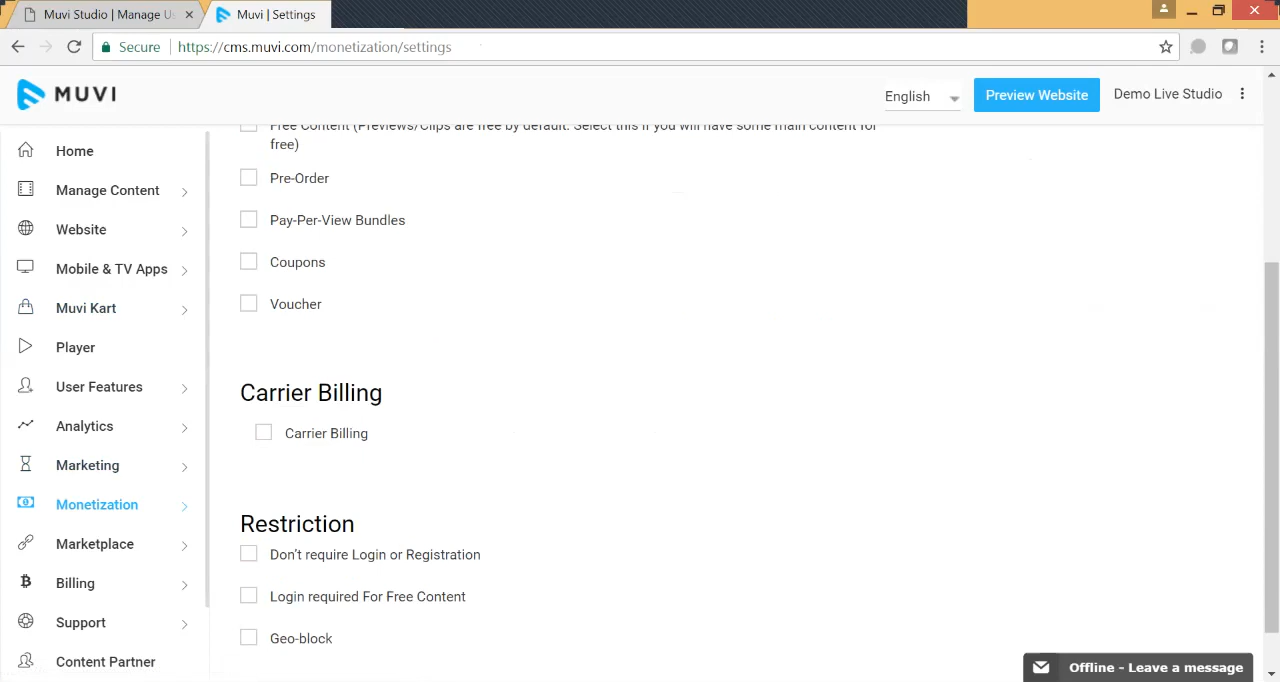 Muvi Studio | Manage Us
Muvi | Settings
Secure
https://cms.muvi.com/monetization/settings
MUVI
English
Preview Website
Demo Live Studio
Home
Manage Content
Website
Mobile & TV Apps
Muvi Kart
Player
User Features
Analytics
Marketing
Monetization
Marketplace
Billing
Support
Content Partner
Free Content (Previews/Clips are free by default. Select this if you will have some main content for
free)
Pre-Order
Pay-Per-View Bundles
Coupons
Voucher
Carrier Billing
Carrier Billing
Restriction
Don't require Login or Registration
Login required For Free Content
Geo-block
Offline - Leave a message